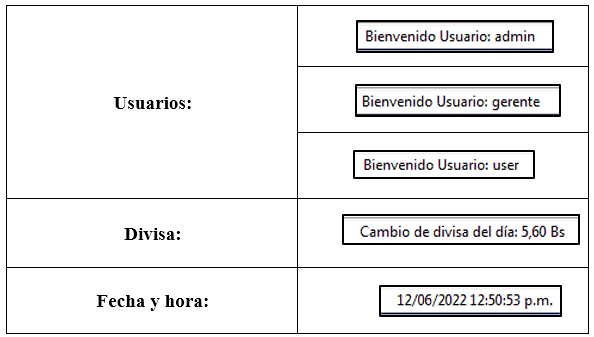 Usuarios:
Bienvenido Usuario: admin
Bienvenido Usuario: gerente
Bienvenido Usuario: user
Divisa:
Cambio de divisa del día: 5,60 Bs
Fecha y hora:
12/06/2022 12:50:53 p.m.